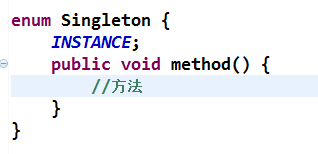 enum Singleton {
    INSTANCE;
    public void method() {
        //方法
    }
}